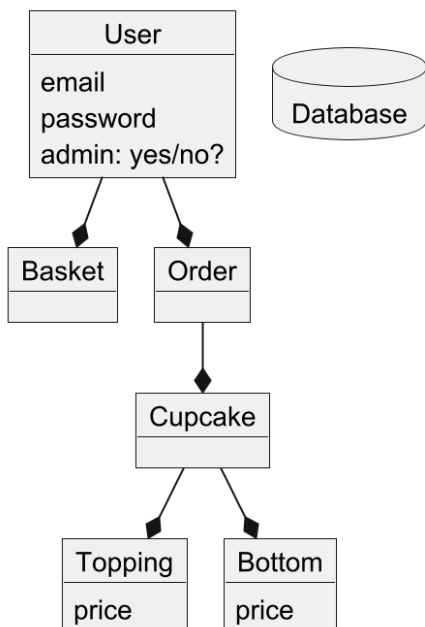 User
email
password
admin: yes/no?
Database
Basket
Order
Cupcake
Topping
price
Bottom
price